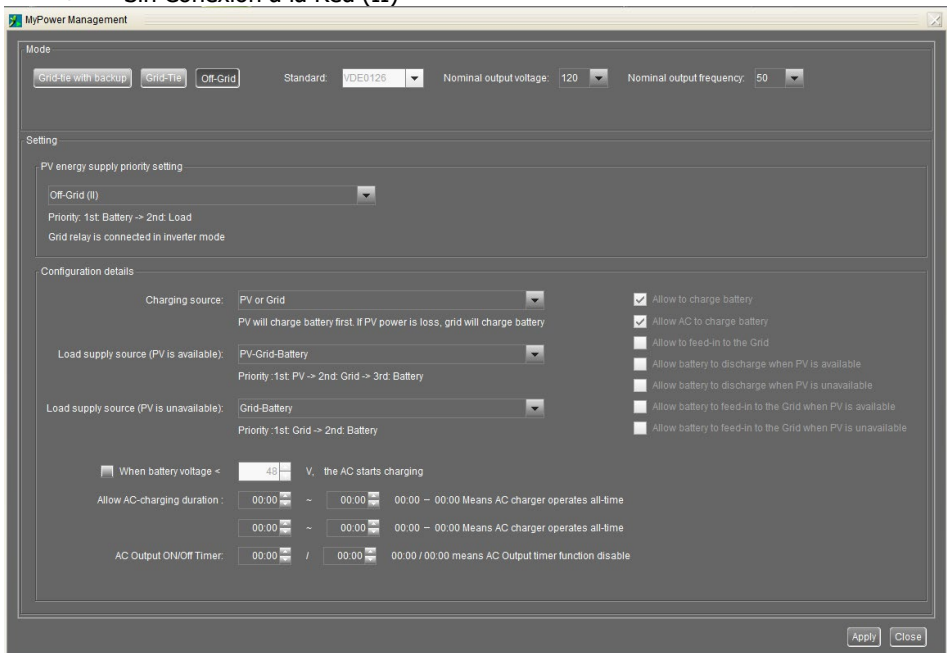 Sin Conexión a la Red (II)
MyPower Management
Mode
Grid-tie with backup Grid-Tie Off-Grid Standard: VDE0126 Nominal output voltage: 120 Nominal output frequency: 50
Setting
PV energy supply priority setting
Off-Grid (II)
Priority: 1st: Battery -> 2nd: Load
Grid relay is connected in inverter mode
Configuration details
Charging source: PV or Grid
PV will charge battery first. If PV power is loss, grid will charge battery
Load supply source (PV is available): PV-Grid-Battery
Priority :1st: PV -> 2nd: Grid -> 3rd: Battery
Load supply source (PV is unavailable): Grid-Battery
Priority :1st: Grid -> 2nd: Battery
Allow to charge battery
Allow AC to charge battery
Allow to feed-in to the Grid
Allow battery to discharge when PV is available
Allow battery to discharge when PV is unavailable
Allow battery to feed-in to the Grid when PV is available
Allow battery to feed-in to the Grid when PV is unavailable
When battery voltage < 48 V, the AC starts charging
Allow AC-charging duration : 00:00 ~ 00:00 00:00 – 00:00 Means AC charger operates all-time
00:00 ~ 00:00 00:00 – 00:00 Means AC charger operates all-time
AC Output ON/Off Timer: 00:00 / 00:00 00:00 / 00:00 means AC Output timer function disable
Apply Close